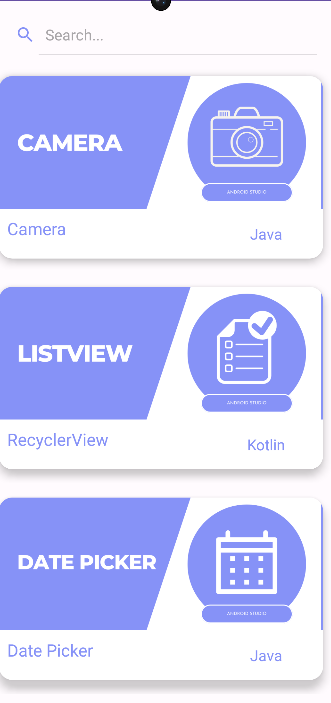 Search...
CAMERA
ANDROID STUDIO
Camera
Java
LISTVIEW
ANDROID STUDIO
RecyclerView
Kotlin
DATE PICKER
ANDROID STUDIO
Date Picker
Java